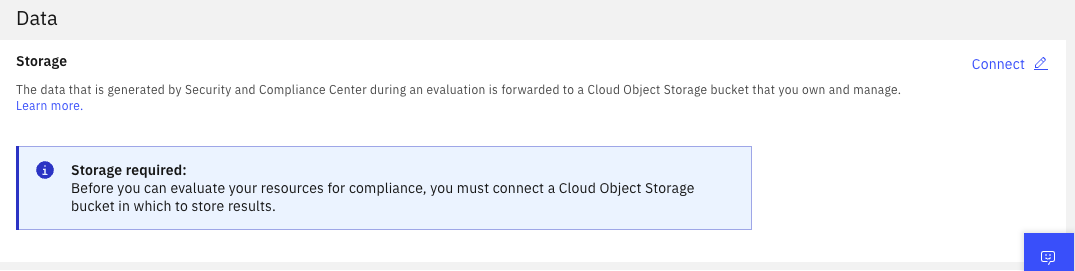 Data
Storage
Connect
The data that is generated by Security and Compliance Center during an evaluation is forwarded to a Cloud Object Storage bucket that you own and manage.
Learn more.
Storage required:
Before you can evaluate your resources for compliance, you must connect a Cloud Object Storage
bucket in which to store results.